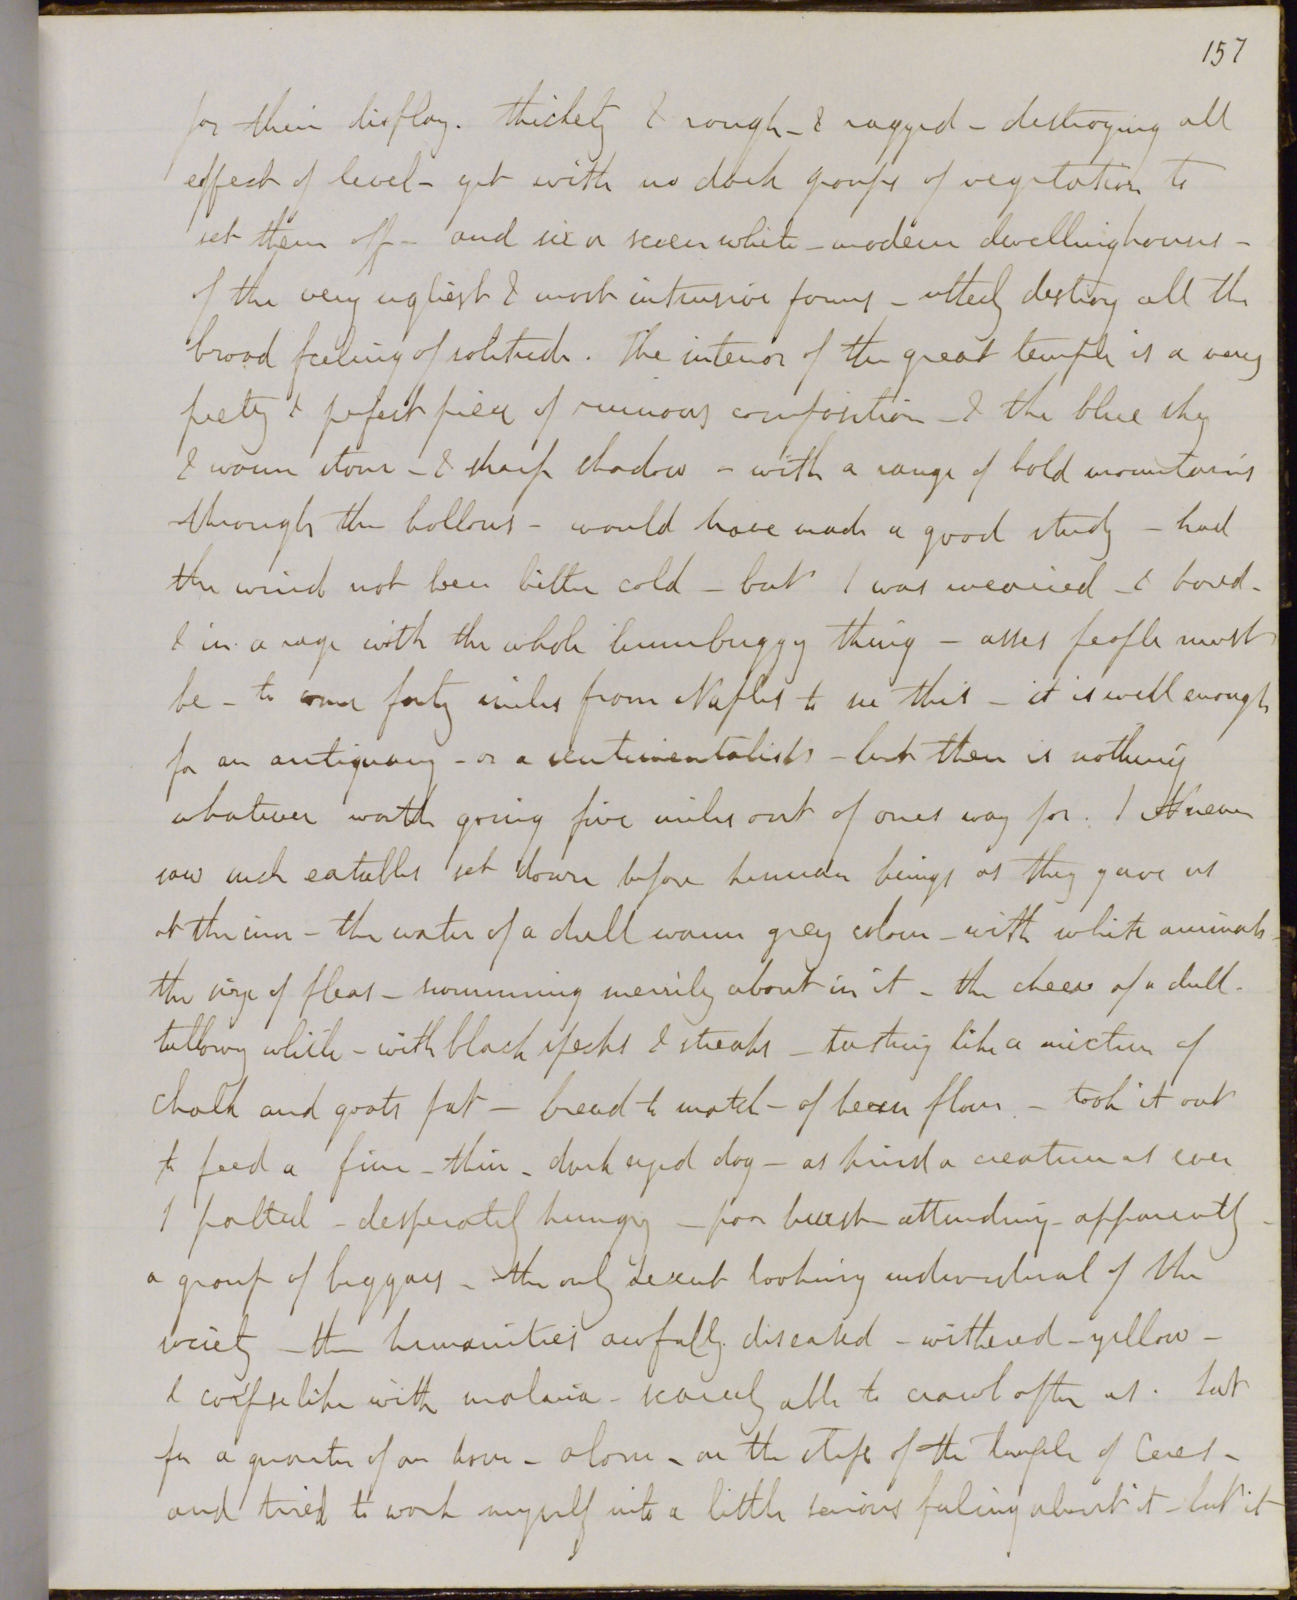 157
for their display. thickety & rough - & ragged - destroying all
effect of level - yet with no dark groups of vegetation to
set them off - and six or seven white - modern dwellinghouses -
of the very ugliest & most intrusive forms - utterly destroy all the
broad feeling of solitude. The interior of the great temple is a very
pretty & perfect piece of ruinous composition - & the blue sky
& warm stone - & sharp shadow - with a range of bold mountains
through the hollows - would have made a good study - had
the wind not been bitter cold - but I was wearied - & bored -
& in a rage with the whole humbuggy thing - asses people must
be - to come forty miles from Naples to see this - it is well enough
for an antiquary - or a sentimentalist - but there is nothing
whatever worth going five miles out of ones way for. I never
saw such eatables set down before human beings as they gave us
at the inn - the water of a dull warm grey colour - with white animals -
the size of fleas - swimming merrily about in it - the cheese of a dull -
tallowy white - with black specks & streaks - tasting like a mixture of
chalk and goats fat - bread to match - of bean flour - took it out
to feed a fine - thin - dark eyed dog - as kind a creature as ever
I patted - desperately hungry - poor beast - attending - apparently -
a group of beggars - the only decent looking individual of the
society - the humanities awfully diseased - withered - yellow -
& corpselike with malaria - scarcely able to crawl after us. Sat
for a quarter of an hour - alone - on the steps of the temple of Ceres -
and tried to work myself into a little serious feeling about it - but it